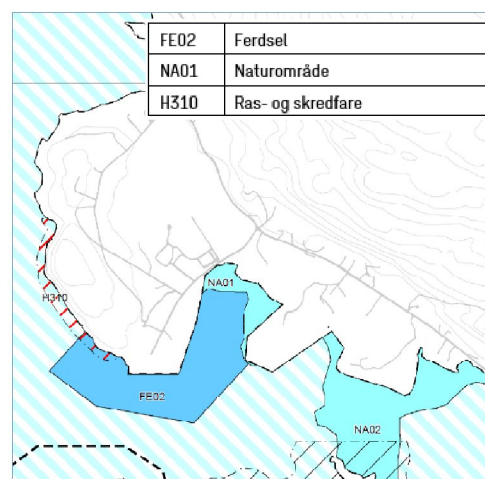 FE02 Ferdsel
NA01 Naturområde
H310 Ras- og skredfare
NA01
H310
FE02
NA02